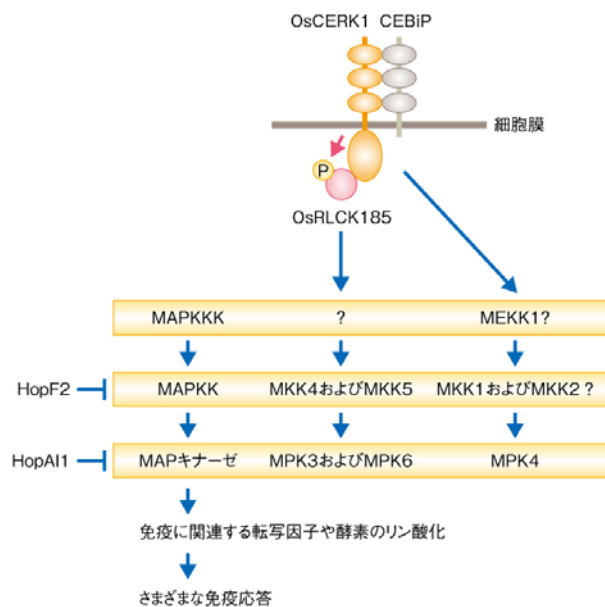 OsCERK1 CEBiP
細胞膜
P
OsRLCK185
MAPKKK ? MEKK1?
HopF2 MAPKK MKK4およびMKK5 MKK1およびMKK2 ?
HopAI1 MAPキナーゼ MPK3およびMPK6 MPK4
免疫に関連する転写因子や酵素のリン酸化
さまざまな免疫応答